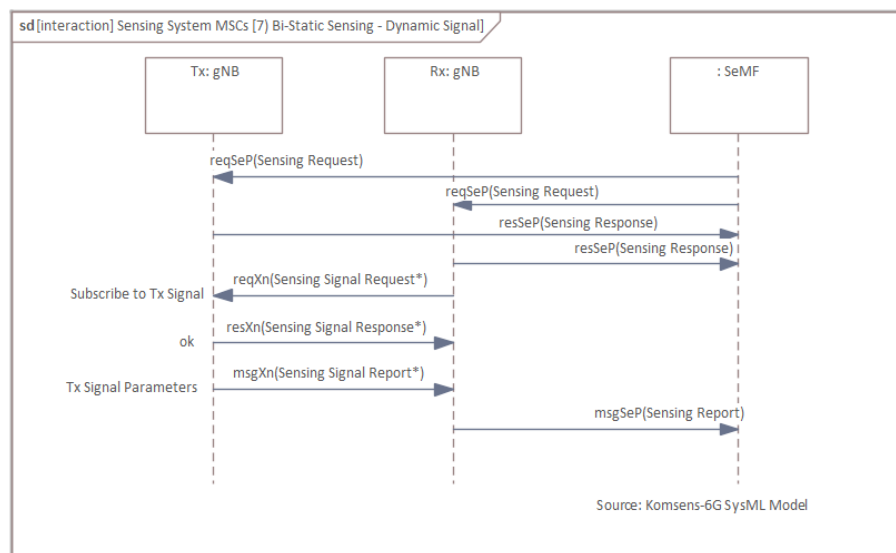 sd [interaction] Sensing System MSCs [7) Bi-Static Sensing - Dynamic Signal]
Tx: gNB
Rx: gNB
: SeMF
reqSeP(Sensing Request)
reqSeP(Sensing Request)
resSeP(Sensing Response)
resSeP(Sensing Response)
reqXn(Sensing Signal Request*)
Subscribe to Tx Signal
resXn(Sensing Signal Response*)
ok
msgXn(Sensing Signal Report*)
Tx Signal Parameters
msgSeP(Sensing Report)
Source: Komsens-6G SysML Model